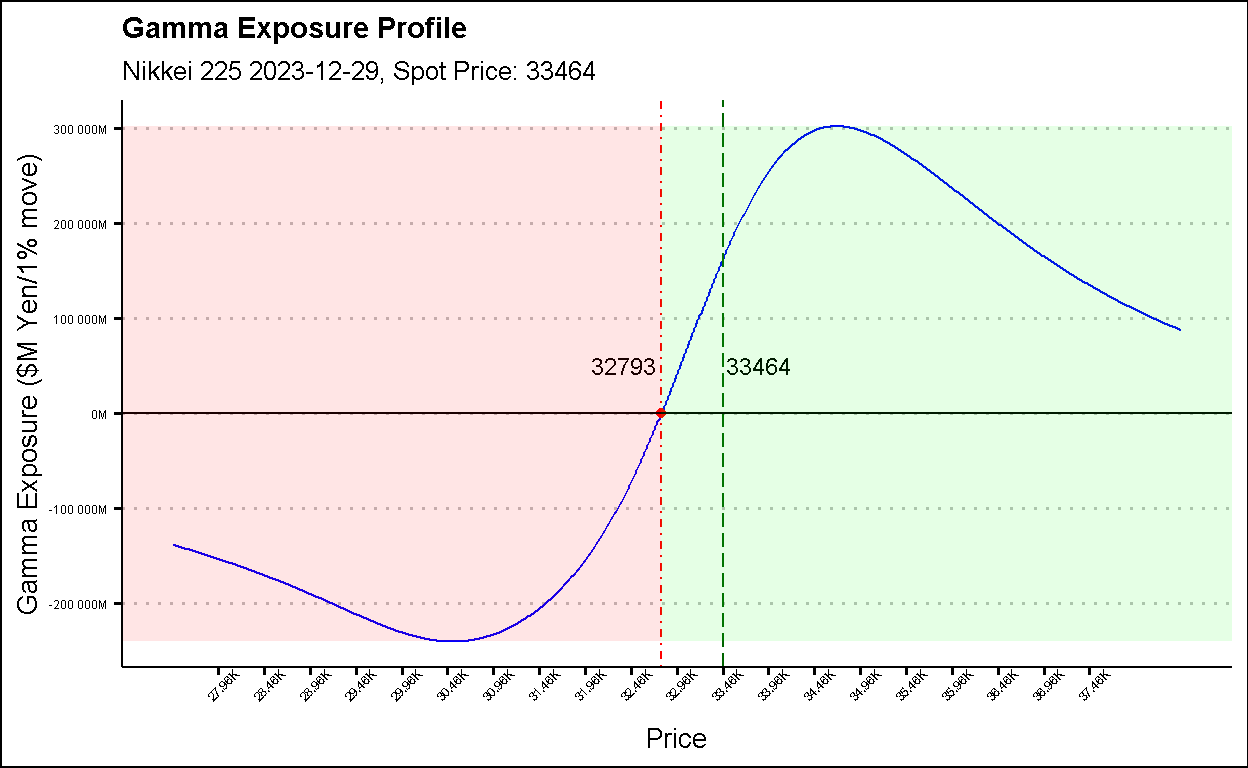 Gamma Exposure Profile
Nikkei 225 2023-12-29, Spot Price: 33464
Gamma Exposure ($M Yen/1% move)
300 000M
200 000M
100 000M
0M
-100 000M
-200 000M
32793
33464
27.96K
28.46K
28.96K
29.46K
29.96K
30.46K
30.96K
31.46K
31.96K
32.46K
32.96K
33.46K
33.96K
34.46K
34.96K
35.46K
35.96K
36.46K
36.96K
37.46K
Price